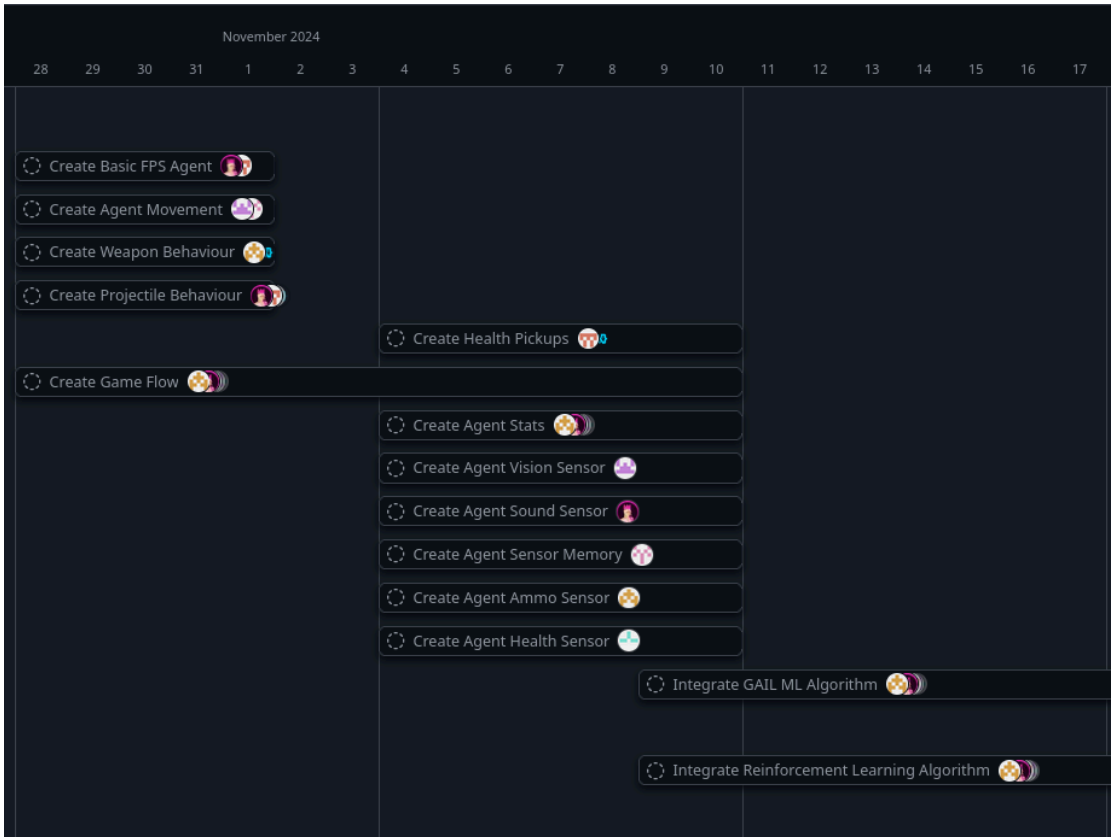 November 2024
28 29 30 31 1 2 3 4 5 6 7 8 9 10 11 12 13 14 15 16 17
Create Basic FPS Agent
Create Agent Movement
Create Weapon Behaviour
Create Projectile Behaviour
Create Health Pickups
Create Game Flow
Create Agent Stats
Create Agent Vision Sensor
Create Agent Sound Sensor
Create Agent Sensor Memory
Create Agent Ammo Sensor
Create Agent Health Sensor
Integrate GAIL ML Algorithm
Integrate Reinforcement Learning Algorithm